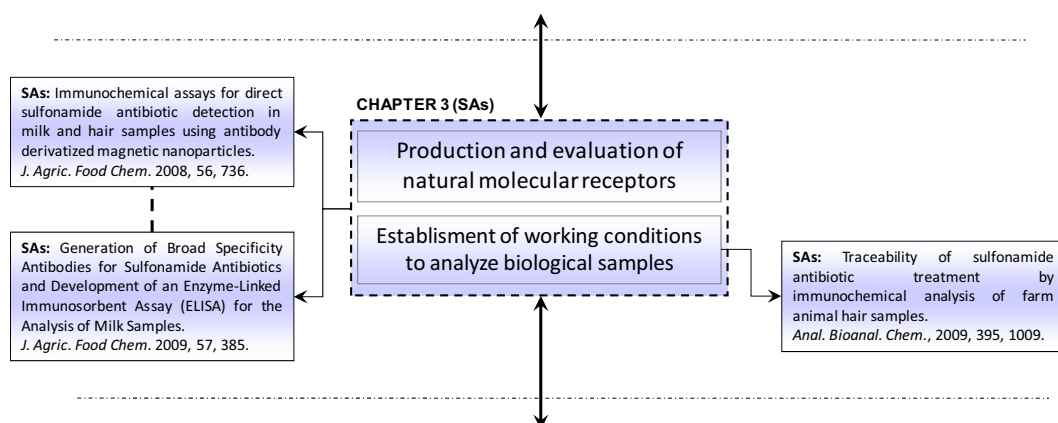 SAs: Immunochemical assays for direct
sulfonamide antibiotic detection in
milk and hair samples using antibody
derivatized magnetic nanoparticles.
J. Agric. Food Chem. 2008, 56, 736.
SAs: Generation of Broad Specificity
Antibodies for Sulfonamide Antibiotics
and Development of an Enzyme-Linked
Immunosorbent Assay (ELISA) for the
Analysis of Milk Samples.
J. Agric. Food Chem. 2009, 57, 385.
CHAPTER 3 (SAs)
Production and evaluation of
natural molecular receptors
Establisment of working conditions
to analyze biological samples
SAs: Traceability of sulfonamide
antibiotic treatment by
immunochemical analysis of farm
animal hair samples.
Anal. Bioanal. Chem., 2009, 395, 1009.